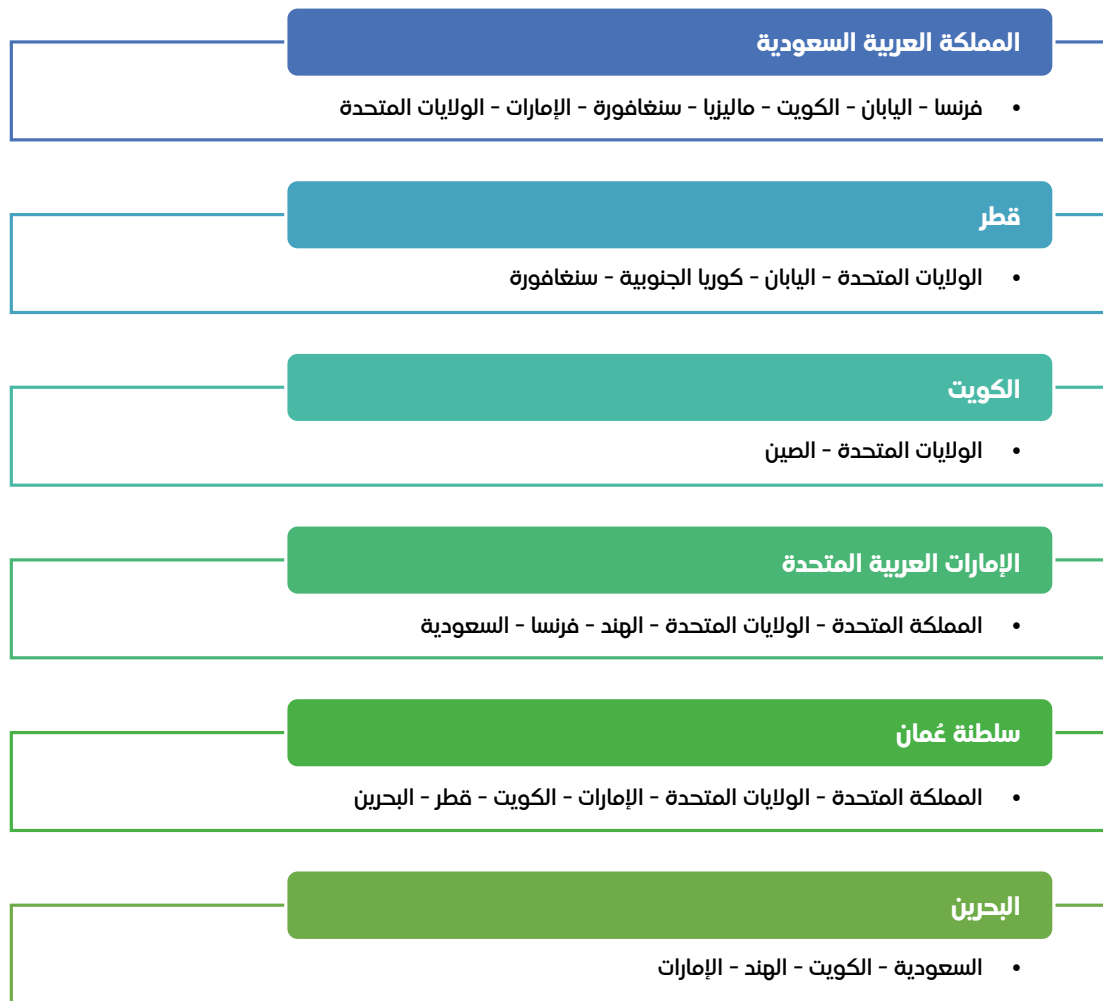 المملكة العربية السعودية
• فرنسا - اليابان - الكويت - ماليزيا - سنغافورة - الإمارات - الولايات المتحدة
قطر
• الولايات المتحدة - اليابان - كوريا الجنوبية - سنغافورة
الكويت
• الولايات المتحدة - الصين
الإمارات العربية المتحدة
• المملكة المتحدة - الولايات المتحدة - الهند - فرنسا - السعودية
سلطنة عُمان
• المملكة المتحدة - الولايات المتحدة - الإمارات - الكويت - قطر - البحرين
البحرين
• السعودية - الكويت - الهند - الإمارات